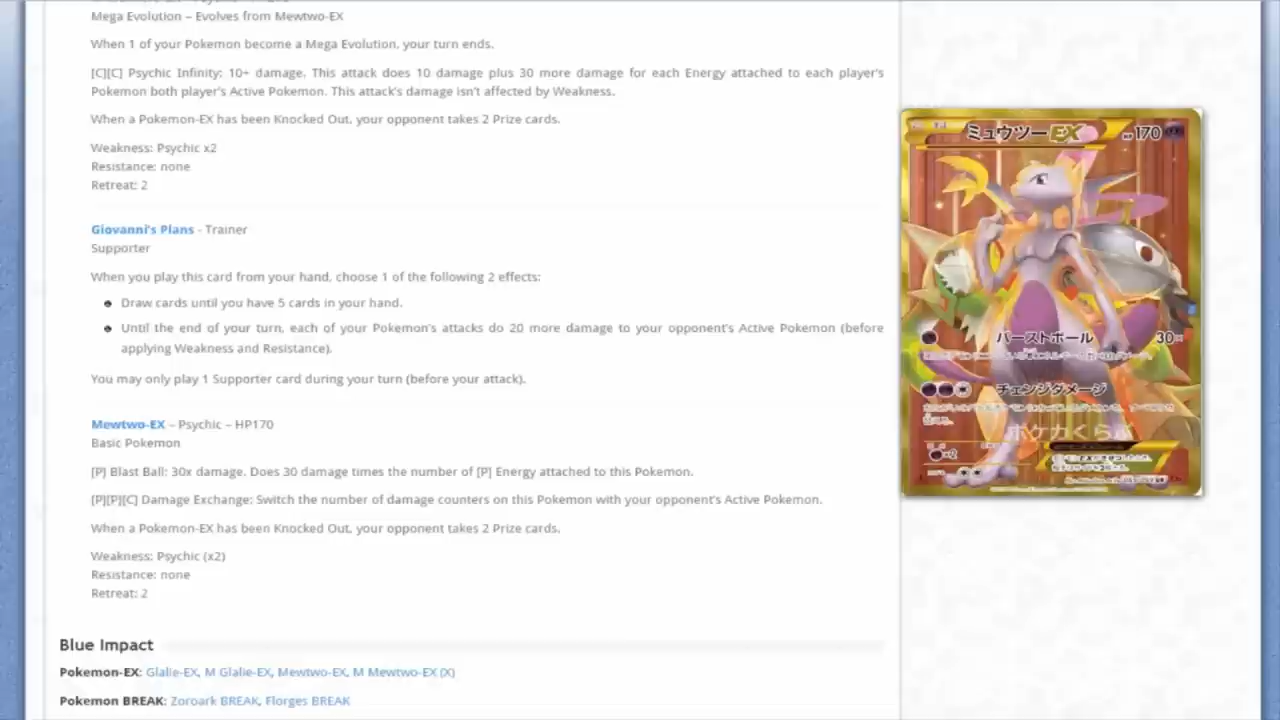 Mega Evolution – Evolves from Mewtwo-EX
When 1 of your Pokemon become a Mega Evolution, your turn ends.
[C][C] Psychic Infinity: 10+ damage. This attack does 10 damage plus 30 more damage for each Energy attached to each player's
Pokemon both player's Active Pokemon. This attack's damage isn't affected by Weakness.
When a Pokemon-EX has been Knocked Out, your opponent takes 2 Prize cards.
Weakness: Psychic x2
Resistance: none
Retreat: 2
Giovanni's Plans - Trainer
Supporter
When you play this card from your hand, choose 1 of the following 2 effects:
Draw cards until you have 5 cards in your hand.
Until the end of your turn, each of your Pokemon's attacks do 20 more damage to your opponent's Active Pokemon (before
applying Weakness and Resistance).
You may only play 1 Supporter card during your turn (before your attack).
Mewtwo-EX – Psychic – HP170
Basic Pokemon
[P] Blast Ball: 30x damage. Does 30 damage times the number of [P] Energy attached to this Pokemon.
[P][P][C] Damage Exchange: Switch the number of damage counters on this Pokemon with your opponent's Active Pokemon.
When a Pokemon-EX has been Knocked Out, your opponent takes 2 Prize cards.
Weakness: Psychic (x2)
Resistance: none
Retreat: 2
Blue Impact
Pokemon-EX: Glalie-EX, M Glalie-EX, Mewtwo-EX, M Mewtwo-EX (X)
Pokemon BREAK: Zoroark BREAK, Florges BREAK
ミュウツーEX HP170
バーストボール 30×
チェンジダメージ
ポケカくらぶ
×2